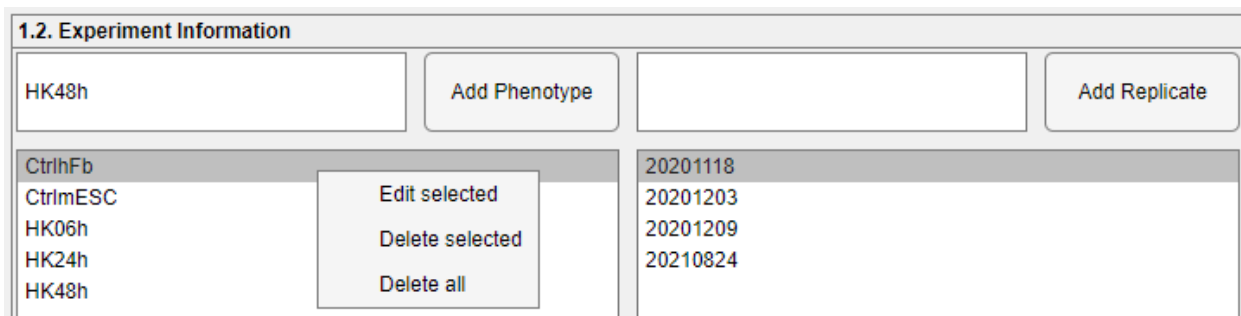 1.2. Experiment Information
HK48h
Add Phenotype
Add Replicate
CtrlhFb
CtrlmESC
HK06h
HK24h
HK48h
Edit selected
Delete selected
Delete all
20201118
20201203
20201209
20210824